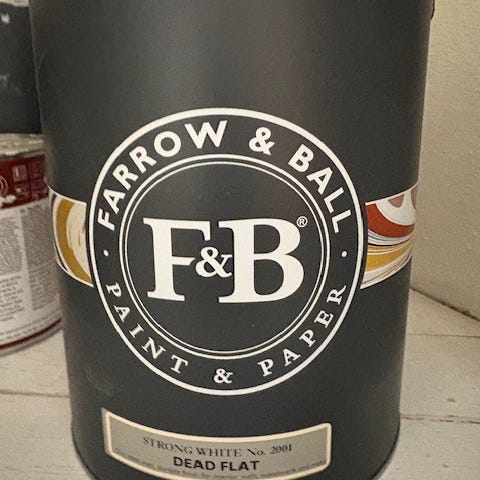 FARROW & BALL
F&B®
PAINT & PAPER
STRONG WHITE No. 2001
DEAD FLAT